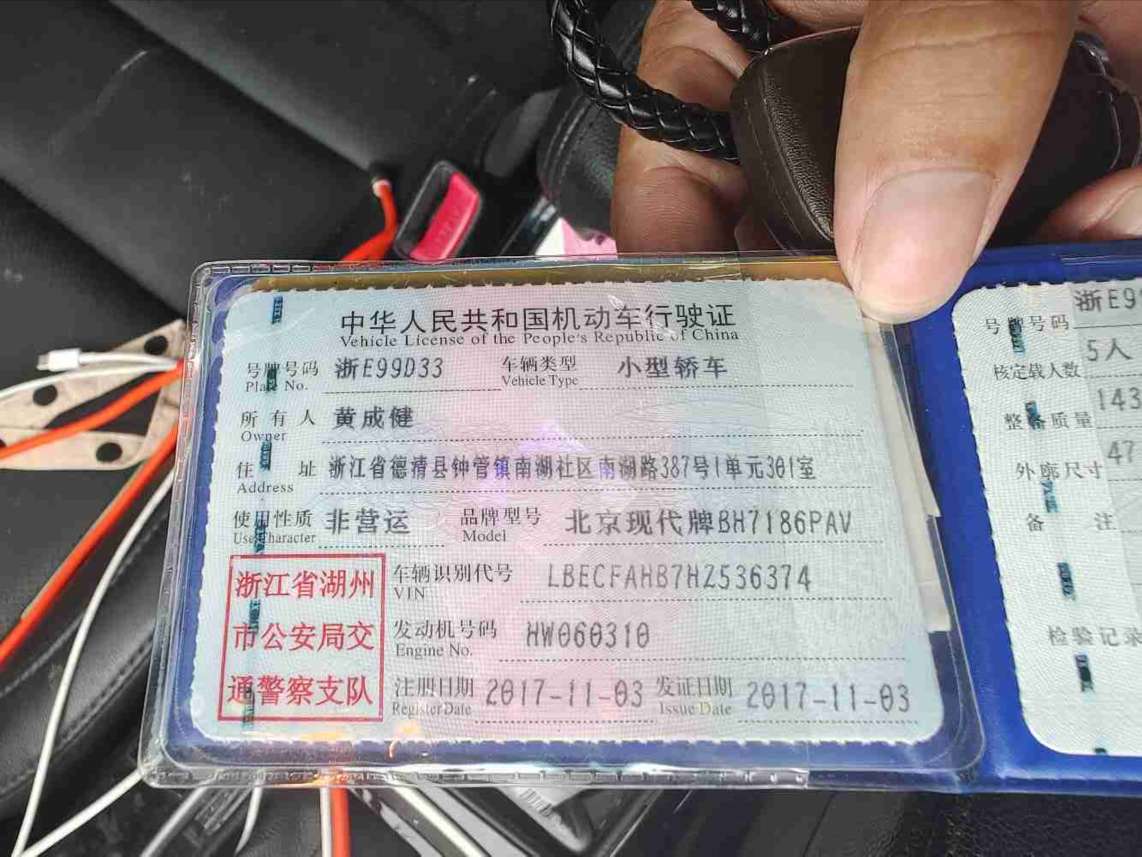 中华人民共和国机动车行驶证
Vehicle License of the People's Republic of China
号牌号码 浙E99D33 车辆类型 小型轿车
Plate No. Vehicle Type
所有人 黄成健
Owner
住址 浙江省德清县钟管镇南湖社区南湖路387号1单元301室
Address
使用性质 非营运 品牌型号 北京现代牌BH7186PAV
Use Character Model
浙江省湖州
市公安局交
通警察支队
车辆识别代号 LBECFAHB7HZ536374
VIN
发动机号码 HW060310
Engine No.
注册日期 2017-11-03 发证日期 2017-11-03
Register Date Issue Date
号牌号码 浙E9
核定载人数 5人
整备质量 143
外廓尺寸 47
备注
检验记录